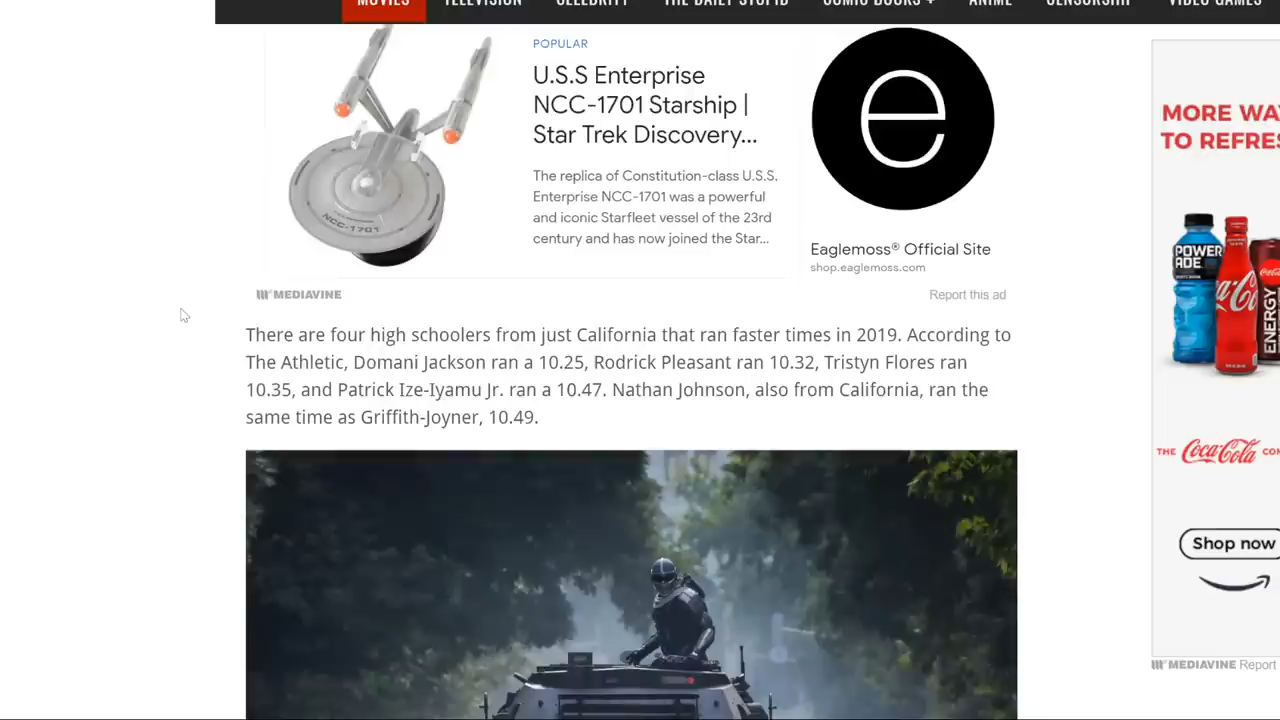 MOVIES TELEVISION CELEBRITY THE DAILY STUPID COMIC BOOKS + ANIME CENSORSHIP VIDEO GAMES
POPULAR
U.S.S Enterprise
NCC-1701 Starship |
Star Trek Discovery...
The replica of Constitution-class U.S.S.
Enterprise NCC-1701 was a powerful
and iconic Starfleet vessel of the 23rd
century and has now joined the Star...
NCC-1701
e
Eaglemoss® Official Site
shop.eaglemoss.com
MEDIAVINE
Report this ad
There are four high schoolers from just California that ran faster times in 2019. According to
The Athletic, Domani Jackson ran a 10.25, Rodrick Pleasant ran 10.32, Tristyn Flores ran
10.35, and Patrick Ize-Iyamu Jr. ran a 10.47. Nathan Johnson, also from California, ran the
same time as Griffith-Joyner, 10.49.
MORE WA
TO REFRES
POWER
ADE
Coca-Cola
ENERGY
THE Coca-Cola COM
Shop now
MEDIAVINE Report